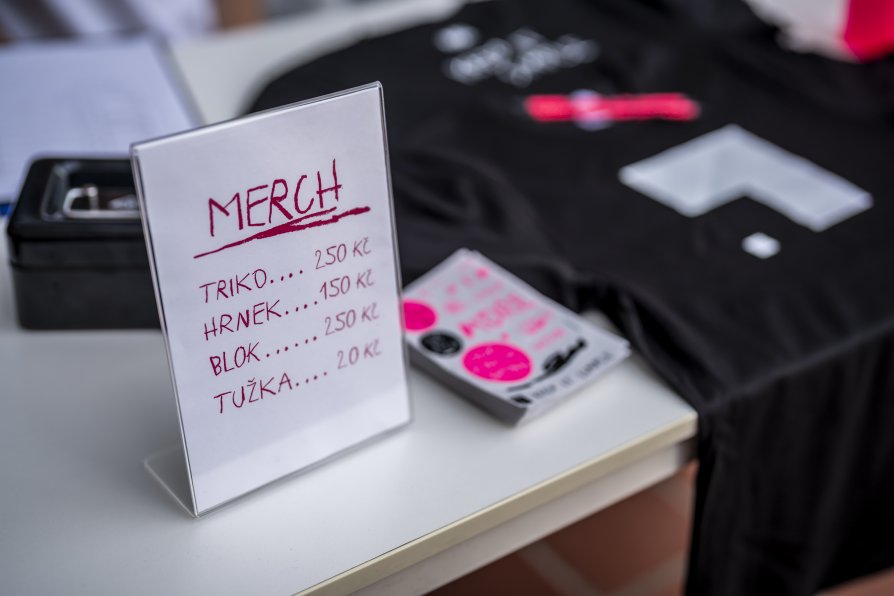 MERCH
TRIKO.... 250 Kč
HRNEK.... 150 Kč
BLOK...... 250 Kč
TUŽKA.... 20 Kč